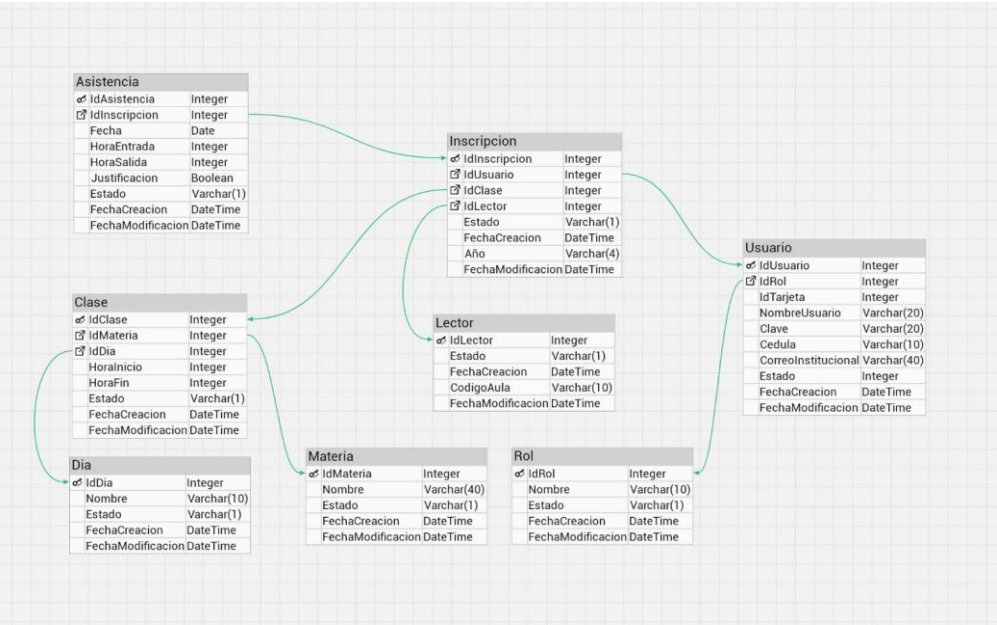 Asistencia
IdAsistencia Integer
IdInscripcion Integer
Fecha Date
HoraEntrada Integer
HoraSalida Integer
Justificacion Boolean
Estado Varchar(1)
FechaCreacion DateTime
FechaModificacion DateTime
Inscripcion
IdInscripcion Integer
IdUsuario Integer
IdClase Integer
IdLector Integer
Estado Varchar(1)
FechaCreacion DateTime
Año Varchar(4)
FechaModificacion DateTime
Usuario
IdUsuario Integer
IdRol Integer
IdTarjeta Integer
NombreUsuario Varchar(20)
Clave Varchar(20)
Cedula Varchar(10)
CorreoInstitucional Varchar(40)
Estado Integer
FechaCreacion DateTime
FechaModificacion DateTime
Clase
IdClase Integer
IdMateria Integer
IdDia Integer
HoraInicio Integer
HoraFin Integer
Estado Varchar(1)
FechaCreacion DateTime
FechaModificacion DateTime
Lector
IdLector Integer
Estado Varchar(1)
FechaCreacion DateTime
CodigoAula Varchar(10)
FechaModificacion DateTime
Dia
IdDia Integer
Nombre Varchar(10)
Estado Varchar(1)
FechaCreacion DateTime
FechaModificacion DateTime
Materia
IdMateria Integer
Nombre Varchar(40)
Estado Varchar(1)
FechaCreacion DateTime
FechaModificacion DateTime
Rol
IdRol Integer
Nombre Varchar(10)
Estado Varchar(1)
FechaCreacion DateTime
FechaModificacion DateTime